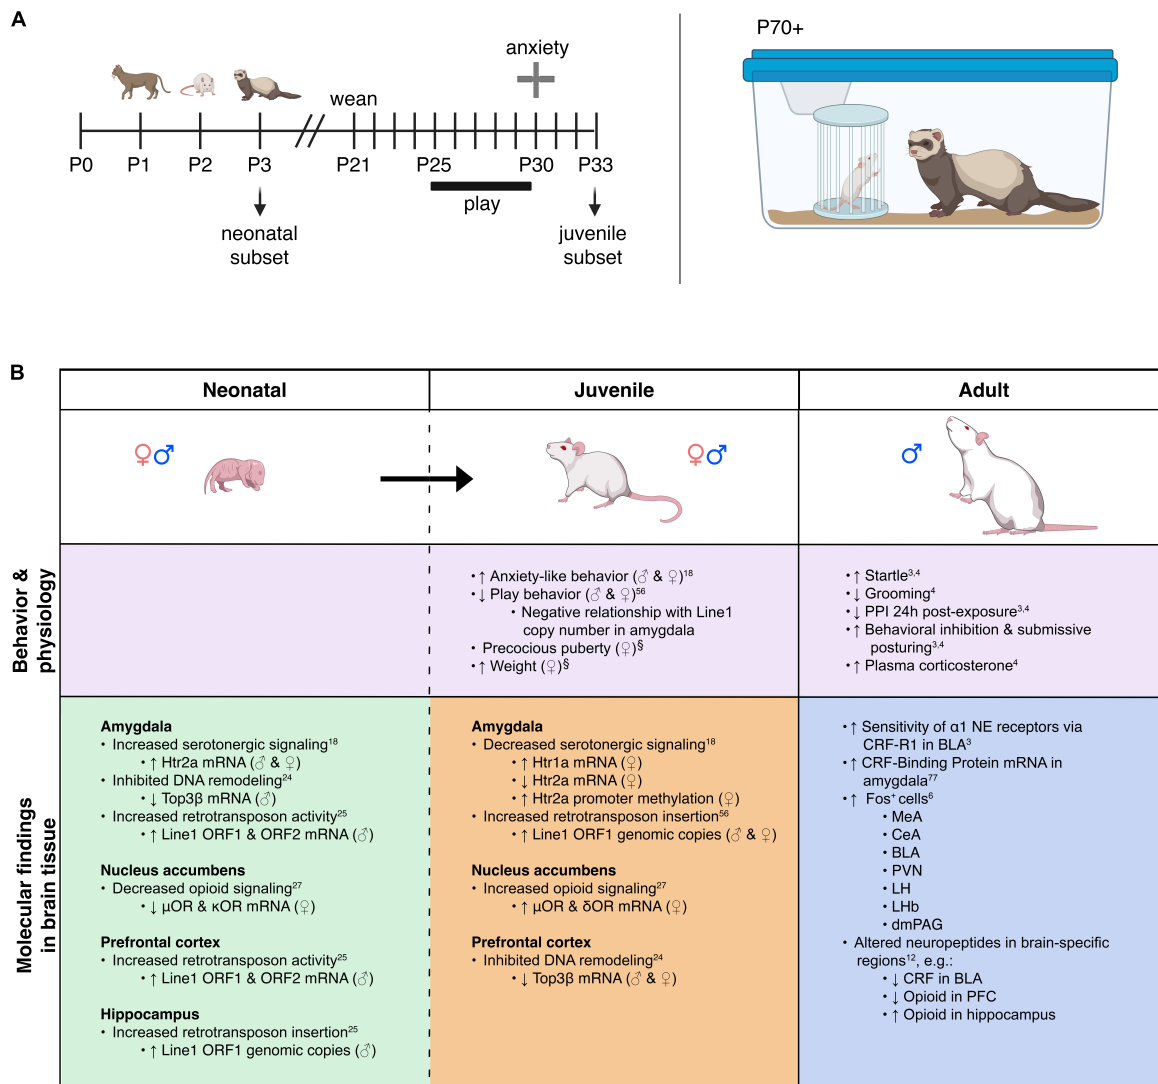 A
P70+
anxiety
wean
P0 P1 P2 P3 P21 P25 P30 P33
play
neonatal
subset
juvenile
subset
B
Neonatal Juvenile Adult
♀♂ ♀♂ ♂
Behavior &
physiology
• ↑ Anxiety-like behavior (♂ & ♀)18
• ↓ Play behavior (♂ & ♀)56
• Negative relationship with Line1
copy number in amygdala
• Precocious puberty (♀)§
• ↑ Weight (♀)§
• ↑ Startle3,4
• ↓ Grooming4
• ↓ PPI 24h post-exposure3,4
• ↑ Behavioral inhibition & submissive
posturing3,4
• ↑ Plasma corticosterone4
Molecular findings
in brain tissue
Amygdala
• Increased serotonergic signaling18
• ↑ Htr2a mRNA (♂ & ♀)
• Inhibited DNA remodeling24
• ↓ Top3β mRNA (♂)
• Increased retrotransposon activity25
• ↑ Line1 ORF1 & ORF2 mRNA (♂)
Nucleus accumbens
• Decreased opioid signaling27
• ↓ μOR & κOR mRNA (♀)
Prefrontal cortex
• Increased retrotransposon activity25
• ↑ Line1 ORF1 & ORF2 mRNA (♂)
Hippocampus
• Increased retrotransposon insertion25
• ↑ Line1 ORF1 genomic copies (♂)
Amygdala
• Decreased serotonergic signaling18
• ↑ Htr1a mRNA (♀)
• ↓ Htr2a mRNA (♀)
• ↑ Htr2a promoter methylation (♀)
• Increased retrotransposon insertion56
• ↑ Line1 ORF1 genomic copies (♂ & ♀)
Nucleus accumbens
• Increased opioid signaling27
• ↑ μOR & δOR mRNA (♀)
Prefrontal cortex
• Inhibited DNA remodeling24
• ↓ Top3β mRNA (♂ & ♀)
• ↑ Sensitivity of α1 NE receptors via
CRF-R1 in BLA3
• ↑ CRF-Binding Protein mRNA in
amygdala77
• ↑ Fos+ cells6
• MeA
• CeA
• BLA
• PVN
• LH
• LHb
• dmPAG
• Altered neuropeptides in brain-specific
regions12, e.g.:
• ↓ CRF in BLA
• ↓ Opioid in PFC
• ↑ Opioid in hippocampus